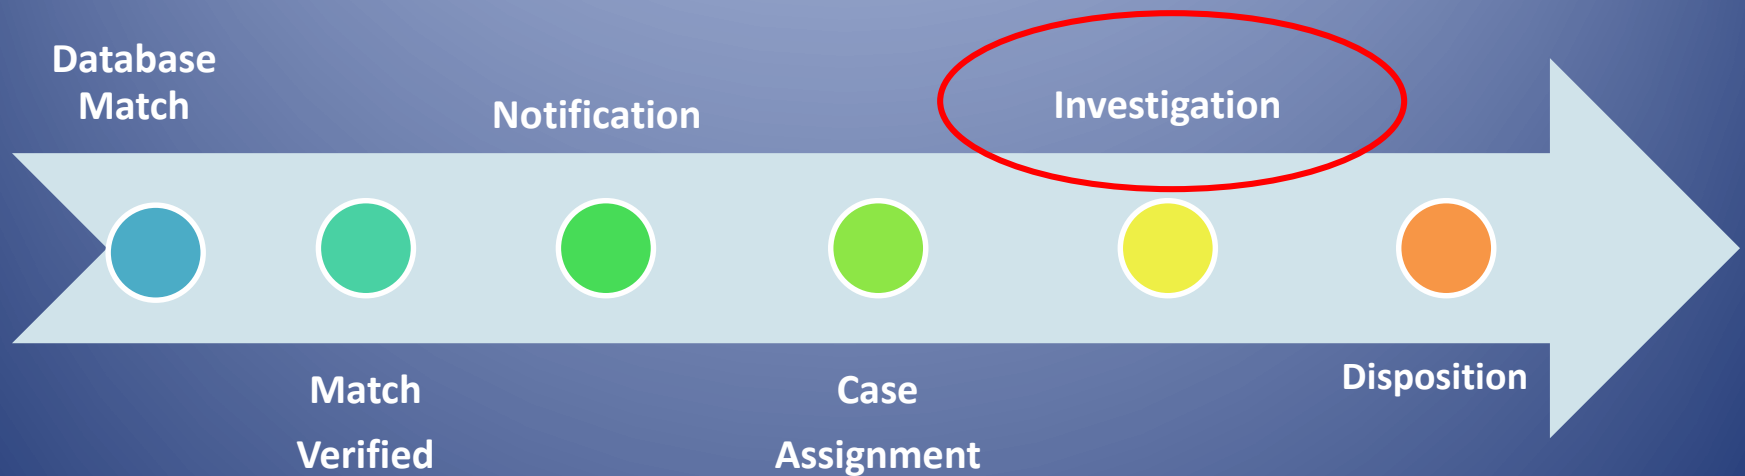 Database
Match
Notification
Investigation
Match
Verified
Case
Assignment
Disposition